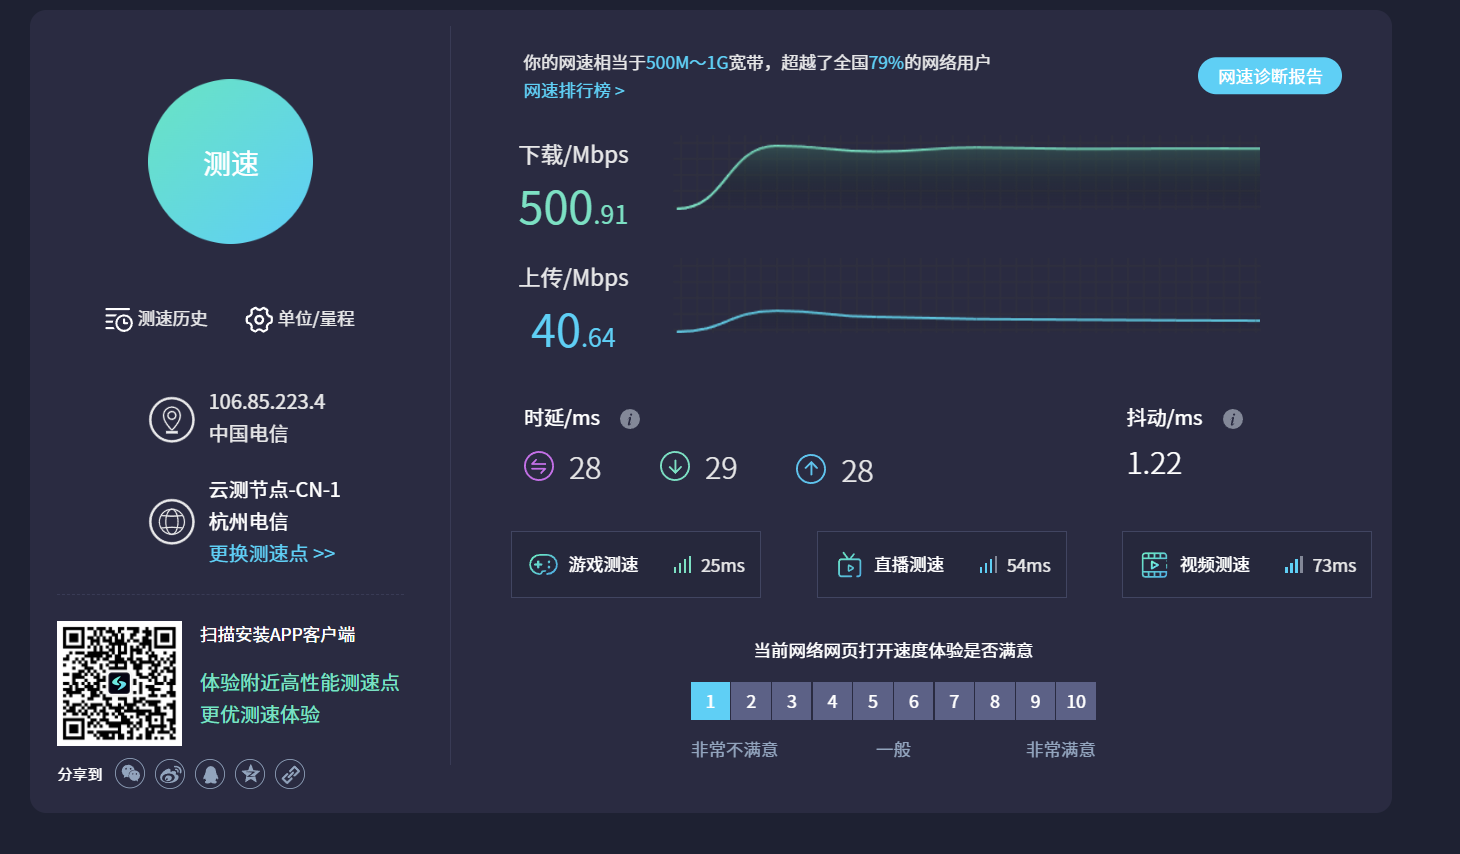 测速
测速历史
单位/量程
106.85.223.4
中国电信
云测节点-CN-1
杭州电信
更换测速点 >>
扫描安装APP客户端
体验附近高性能测速点
更优测速体验
分享到
你的网速相当于500M～1G宽带，超越了全国79%的网络用户
网速排行榜 >
网速诊断报告
下载/Mbps
500.91
上传/Mbps
40.64
时延/ms
28
29
28
抖动/ms
1.22
游戏测速 25ms
直播测速 54ms
视频测速 73ms
当前网络网页打开速度体验是否满意
1 2 3 4 5 6 7 8 9 10
非常不满意 一般 非常满意